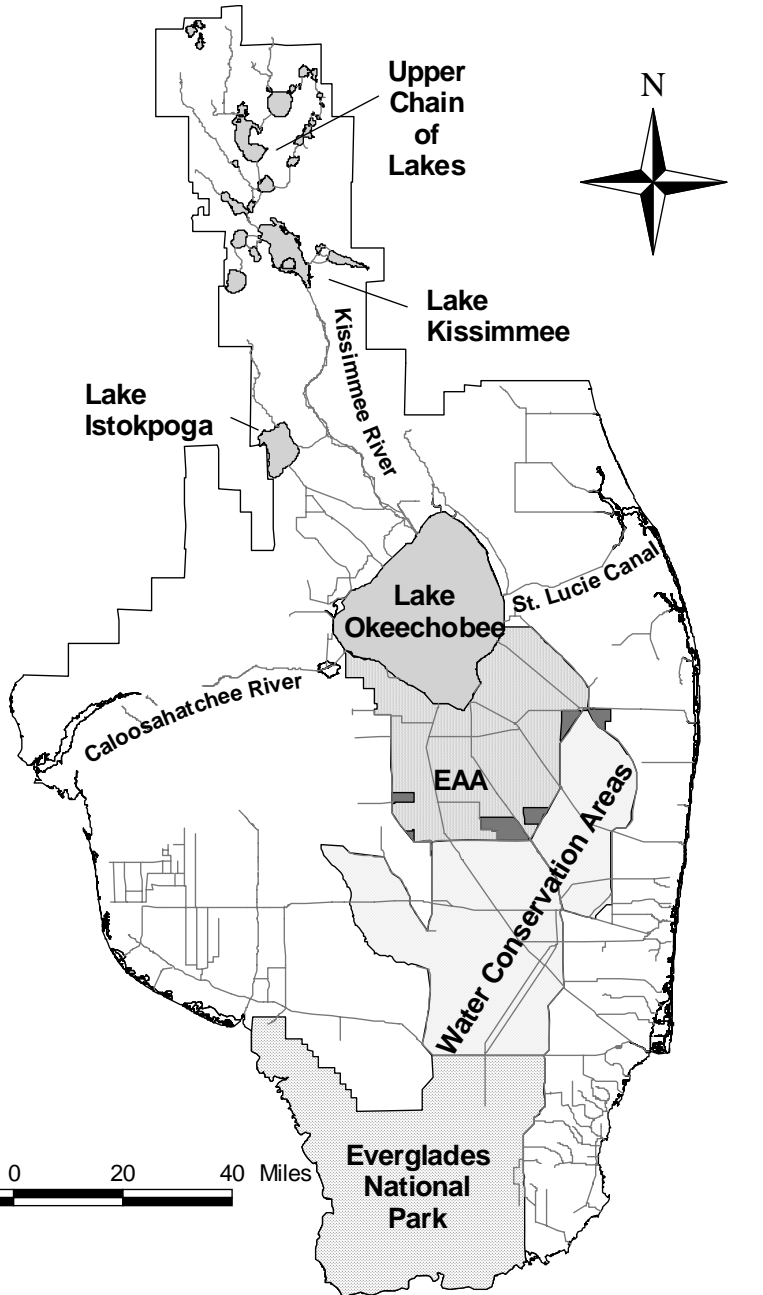 Upper
Chain
of
Lakes
N
Lake
Kissimmee
Kissimmee River
Lake
Istokpoga
Lake
Okeechobee
St. Lucie Canal
Caloosahatchee River
EAA
Water Conservation Areas
Everglades
National
Park
0 20 40 Miles